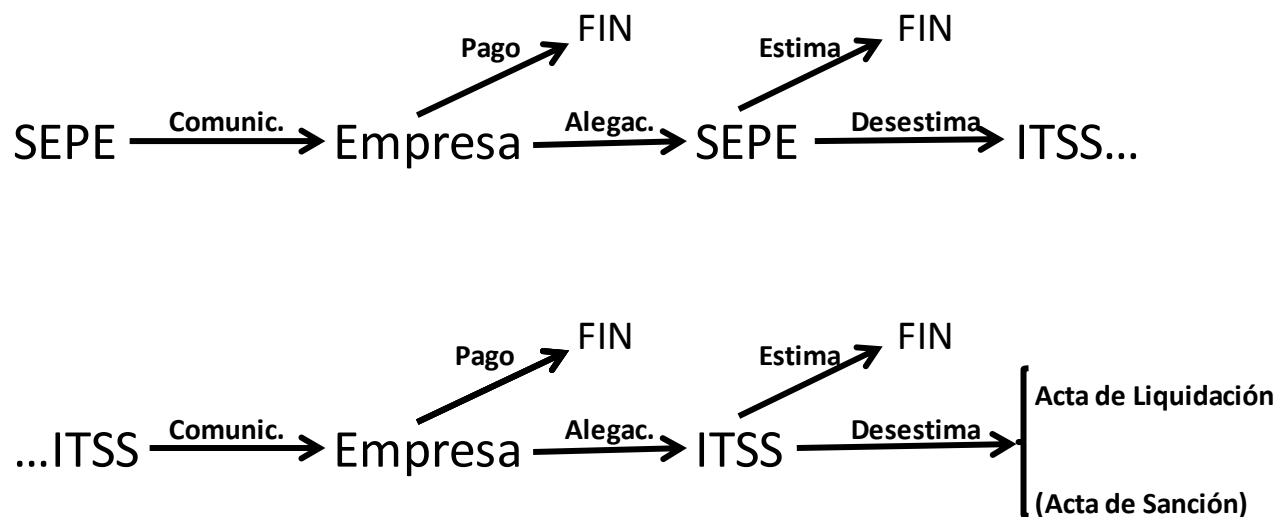 FIN FIN
Pago Estima
SEPE Comunic. Empresa Alegac. SEPE Desestima ITSS...
FIN FIN
Pago Estima
...ITSS Comunic. Empresa Alegac. ITSS Desestima
Acta de Liquidación
(Acta de Sanción)